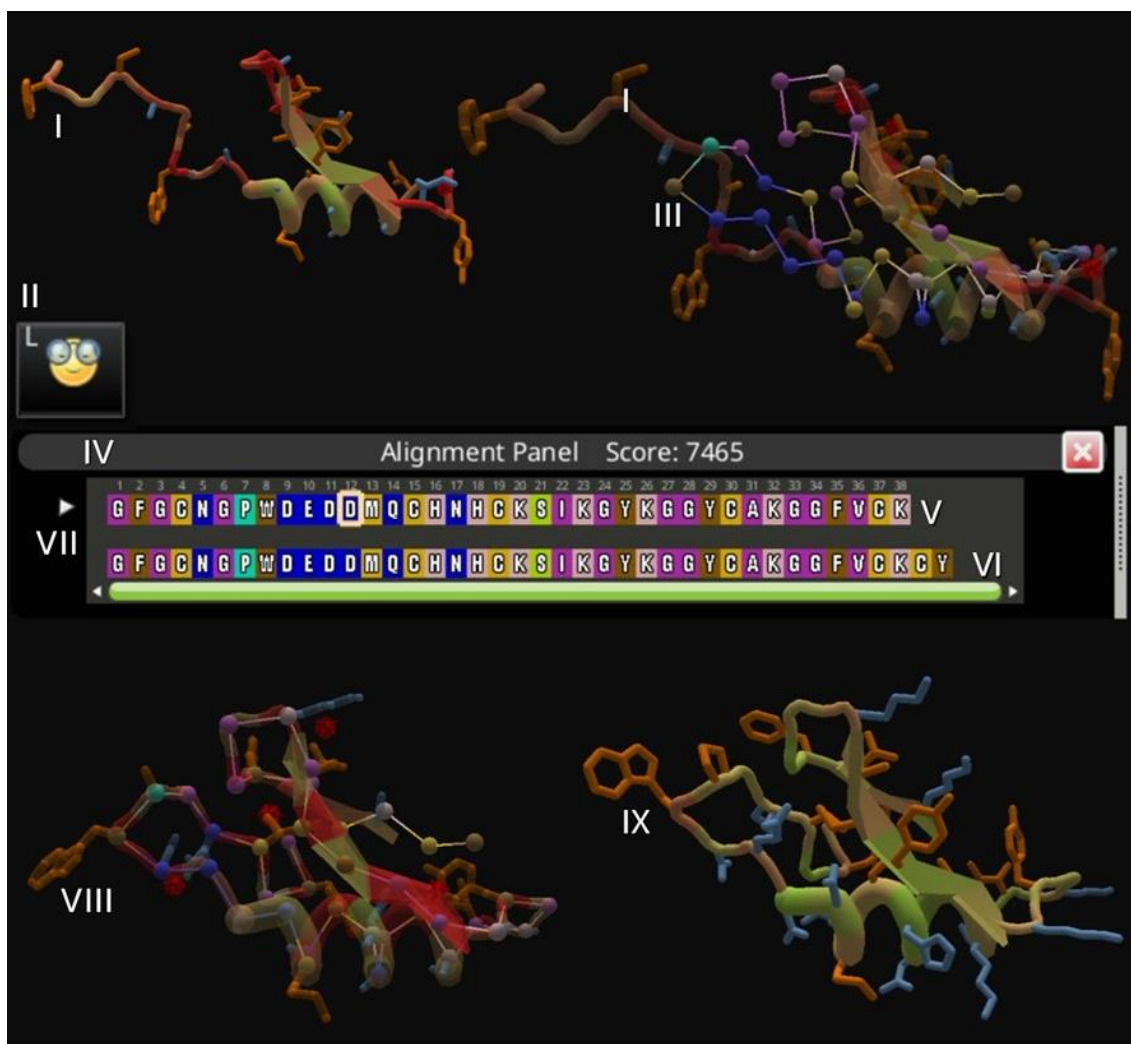 I
I
III
II
L
IV
Alignment Panel Score: 7465
1 2 3 4 5 6 7 8 9 10 11 12 13 14 15 16 17 18 19 20 21 22 23 24 25 26 27 28 29 30 31 32 33 34 35 36 37 38
G F G C N G P W D E D D M Q C H N H C K S I K G Y K G G Y C A K G G F V C K V
VII
G F G C N G P W D E D D M Q C H N H C K S I K G Y K G G Y C A K G G F V C K C Y VI
IX
VIII